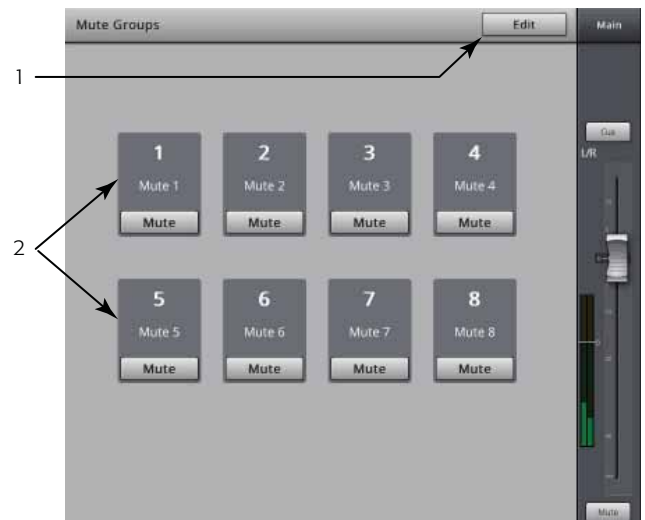 Mute Groups Edit Main
1
Cue
L/R
1 2 3 4
Mute 1 Mute 2 Mute 3 Mute 4
Mute Mute Mute Mute
2
5 6 7 8
Mute 5 Mute 6 Mute 7 Mute 8
Mute Mute Mute Mute
Mute